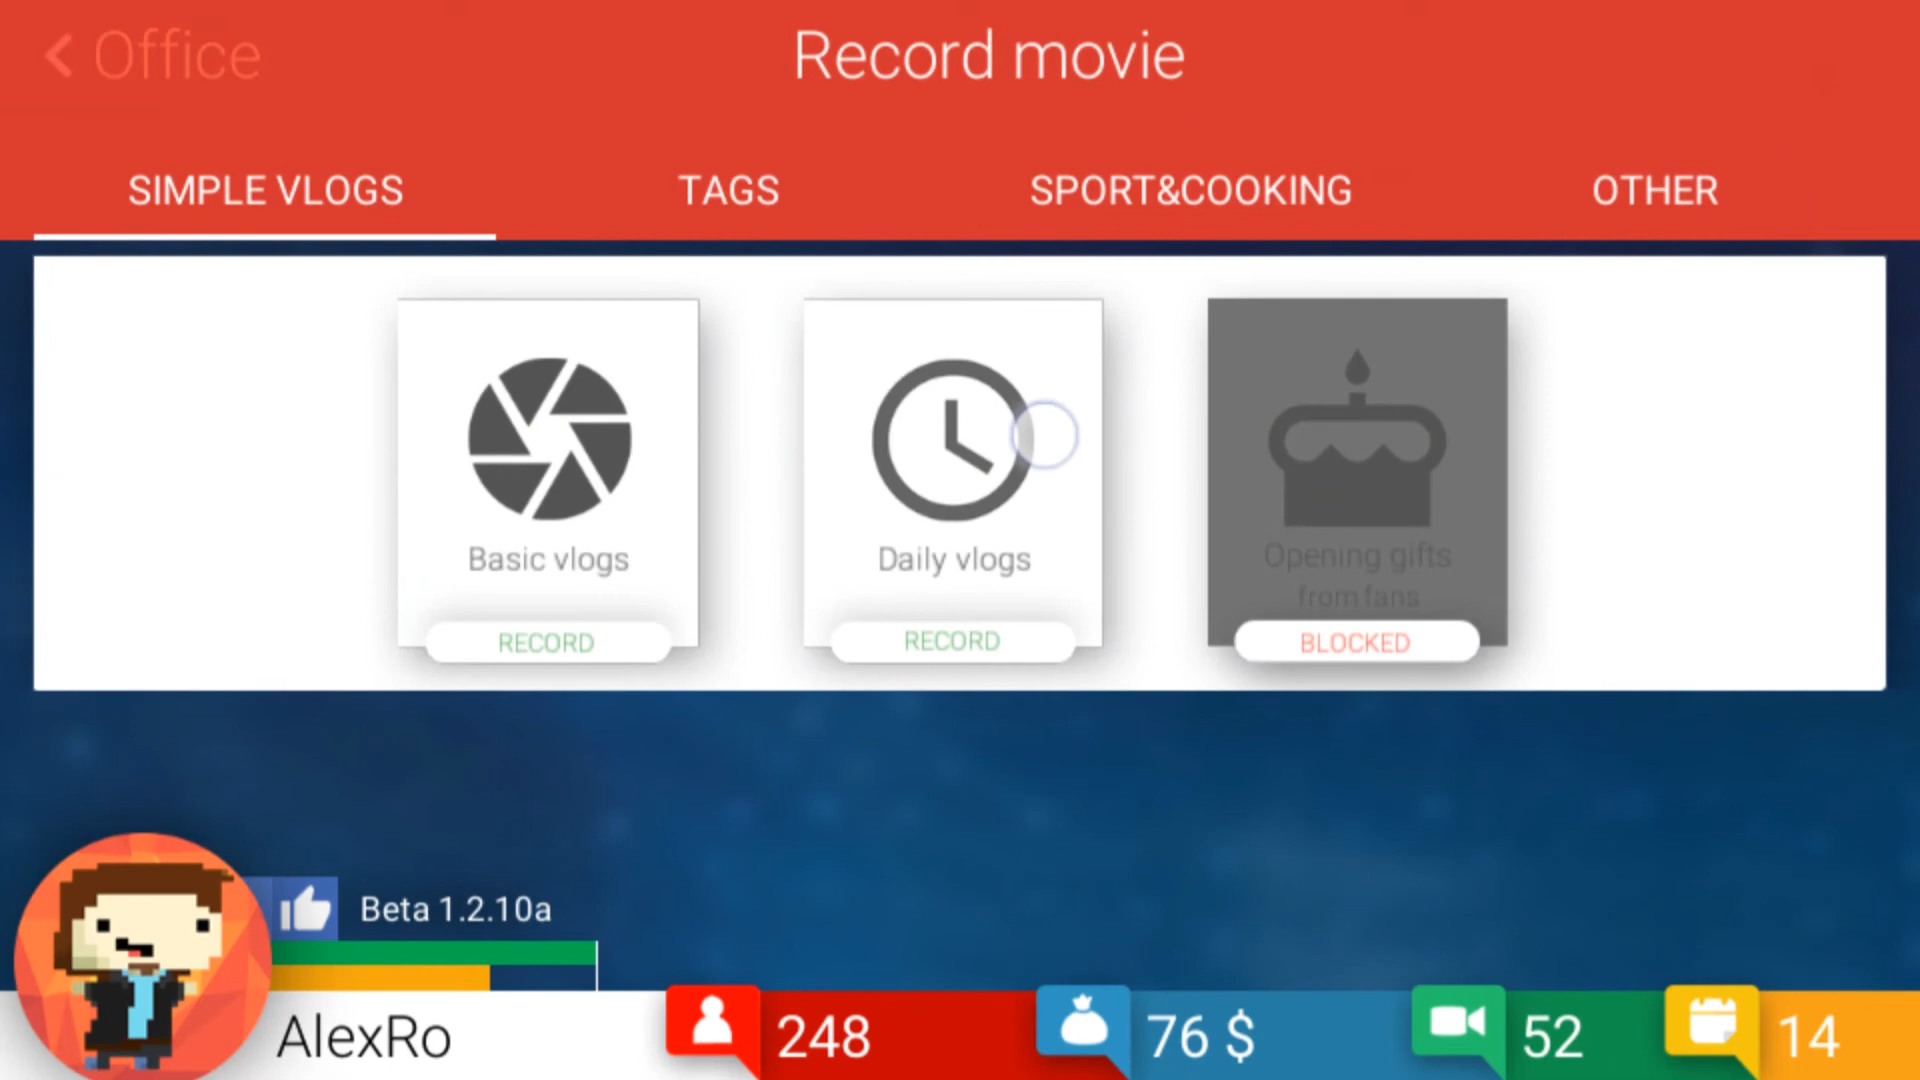 Office
Record movie
SIMPLE VLOGS
TAGS
SPORT&COOKING
OTHER
Basic vlogs
RECORD
Daily vlogs
RECORD
Opening gifts
from fans
BLOCKED
Beta 1.2.10a
AlexRo
248
76 $
52
14